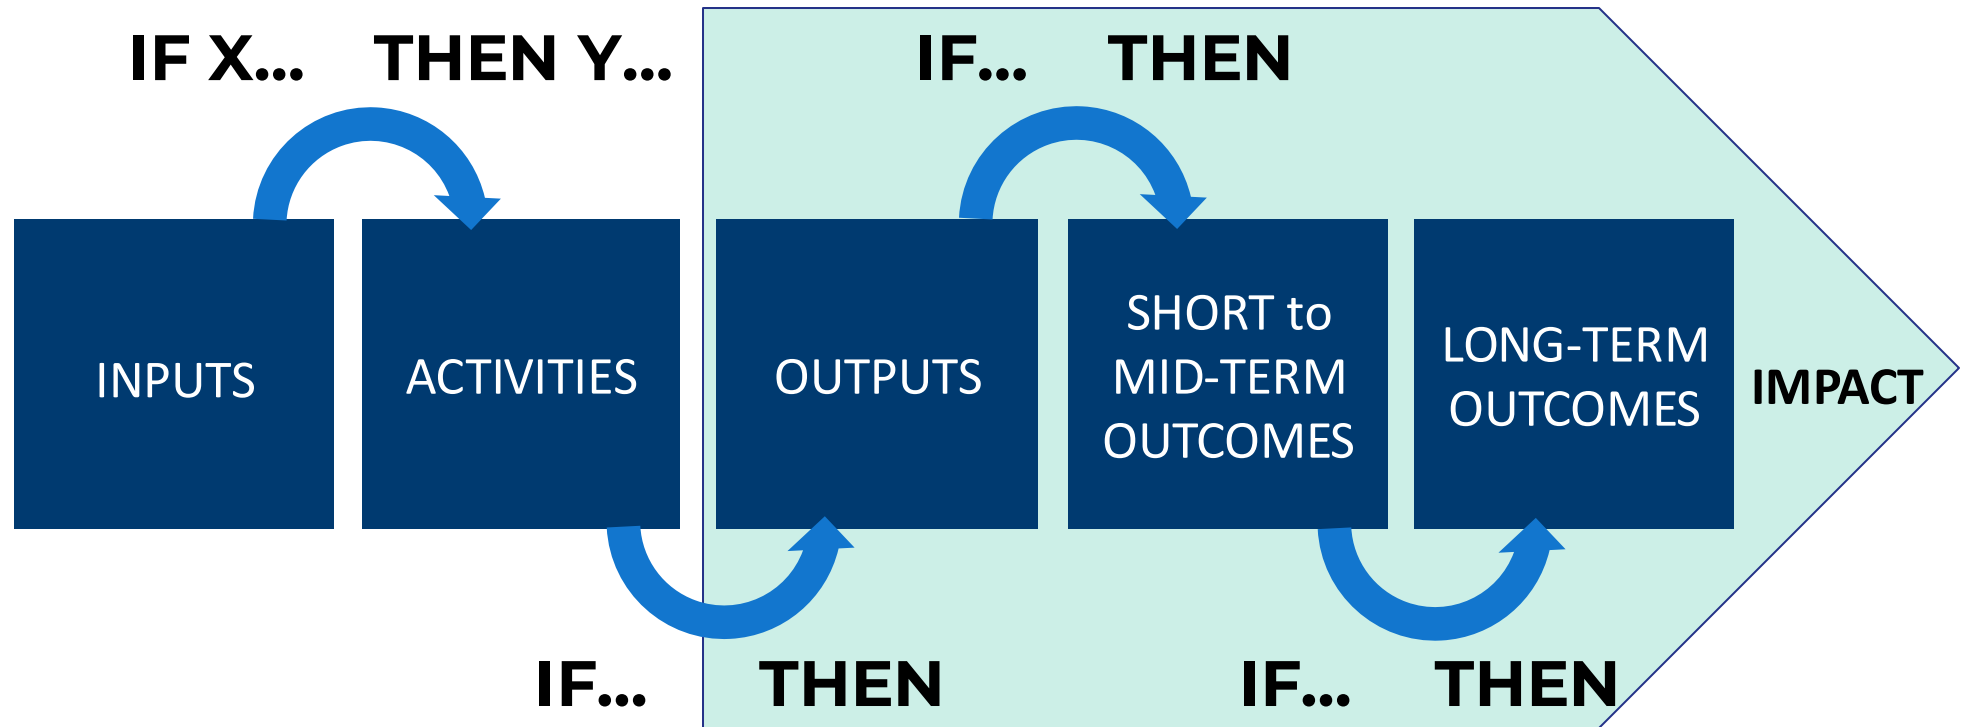 IF X... THEN Y...
IF... THEN
INPUTS
ACTIVITIES
OUTPUTS
SHORT to
MID-TERM
OUTCOMES
LONG-TERM
OUTCOMES
IMPACT
IF... THEN
IF... THEN